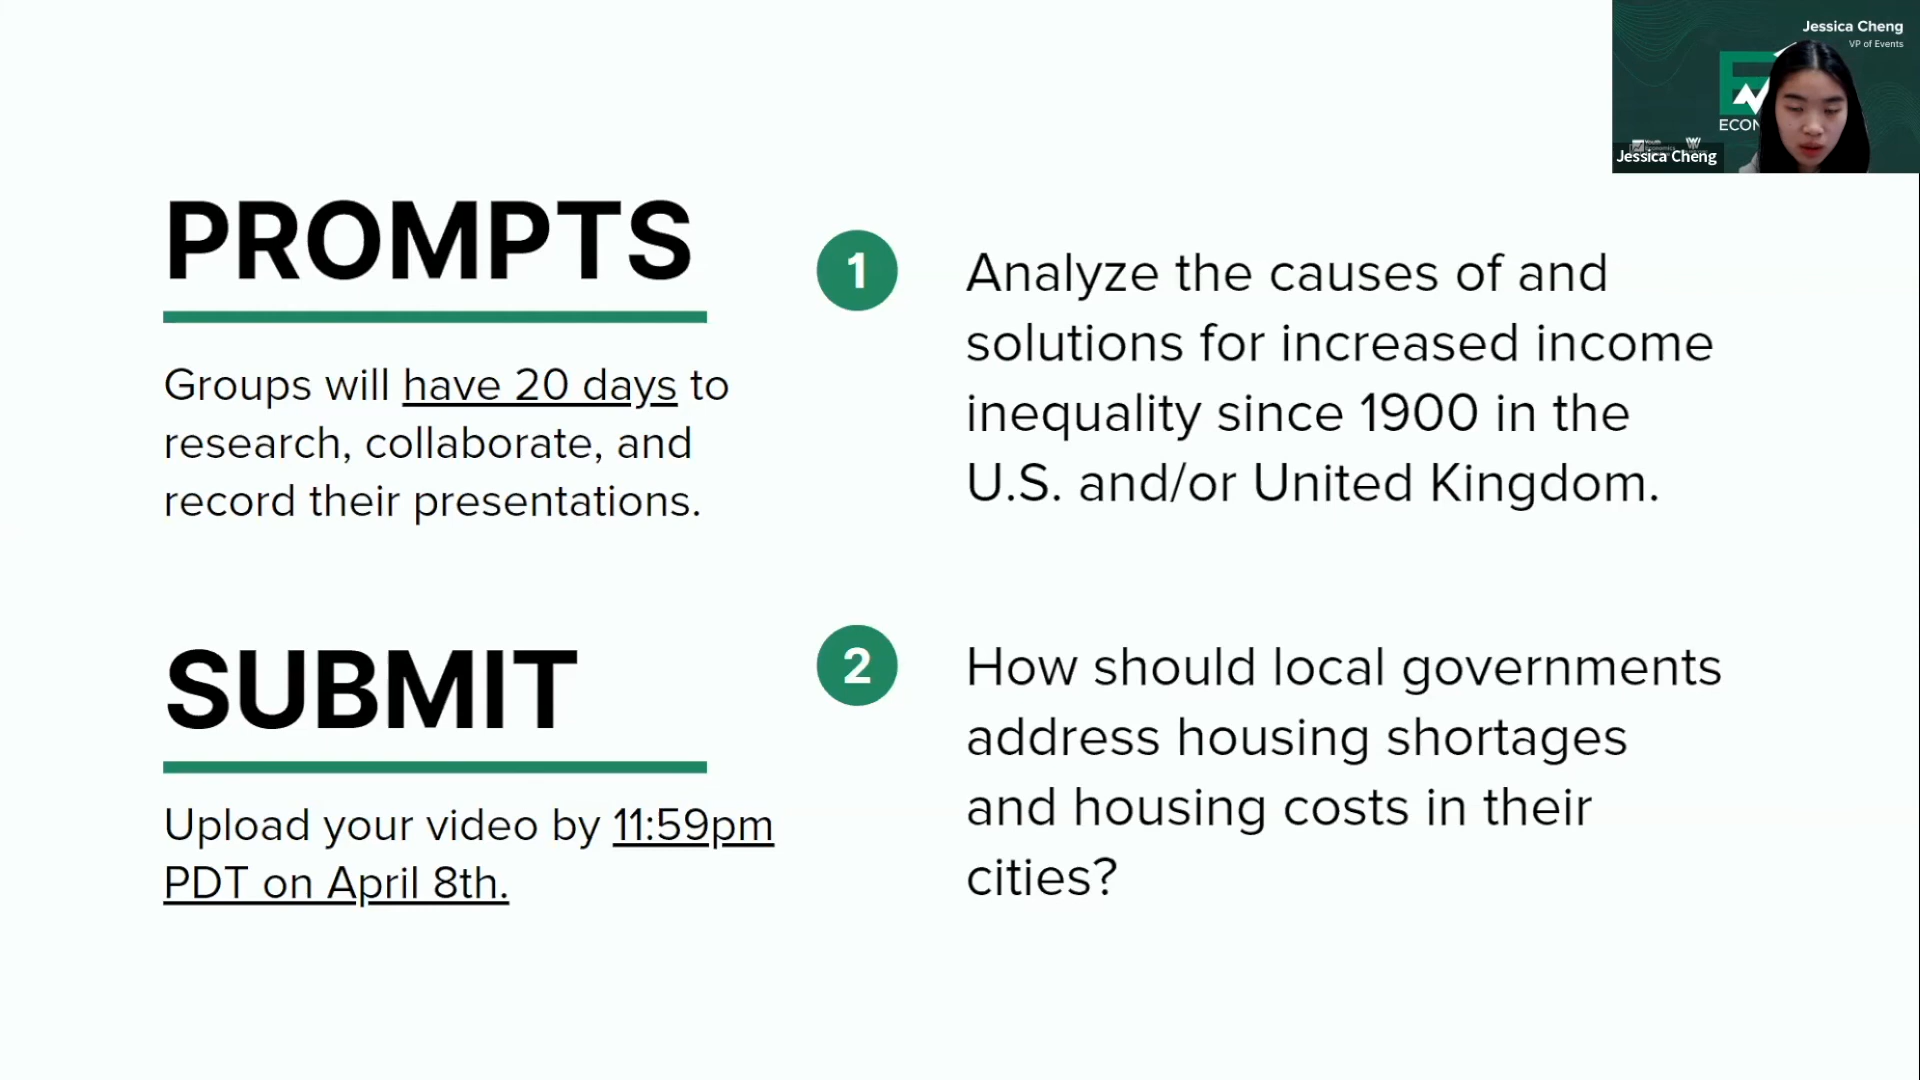 PROMPTS
Groups will have 20 days to
research, collaborate, and
record their presentations.
SUBMIT
Upload your video by 11:59pm
PDT on April 8th.
1
Analyze the causes of and
solutions for increased income
inequality since 1900 in the
U.S. and/or United Kingdom.
2
How should local governments
address housing shortages
and housing costs in their
cities?
Jessica Cheng
VP of Events
ECON
Jessica Cheng